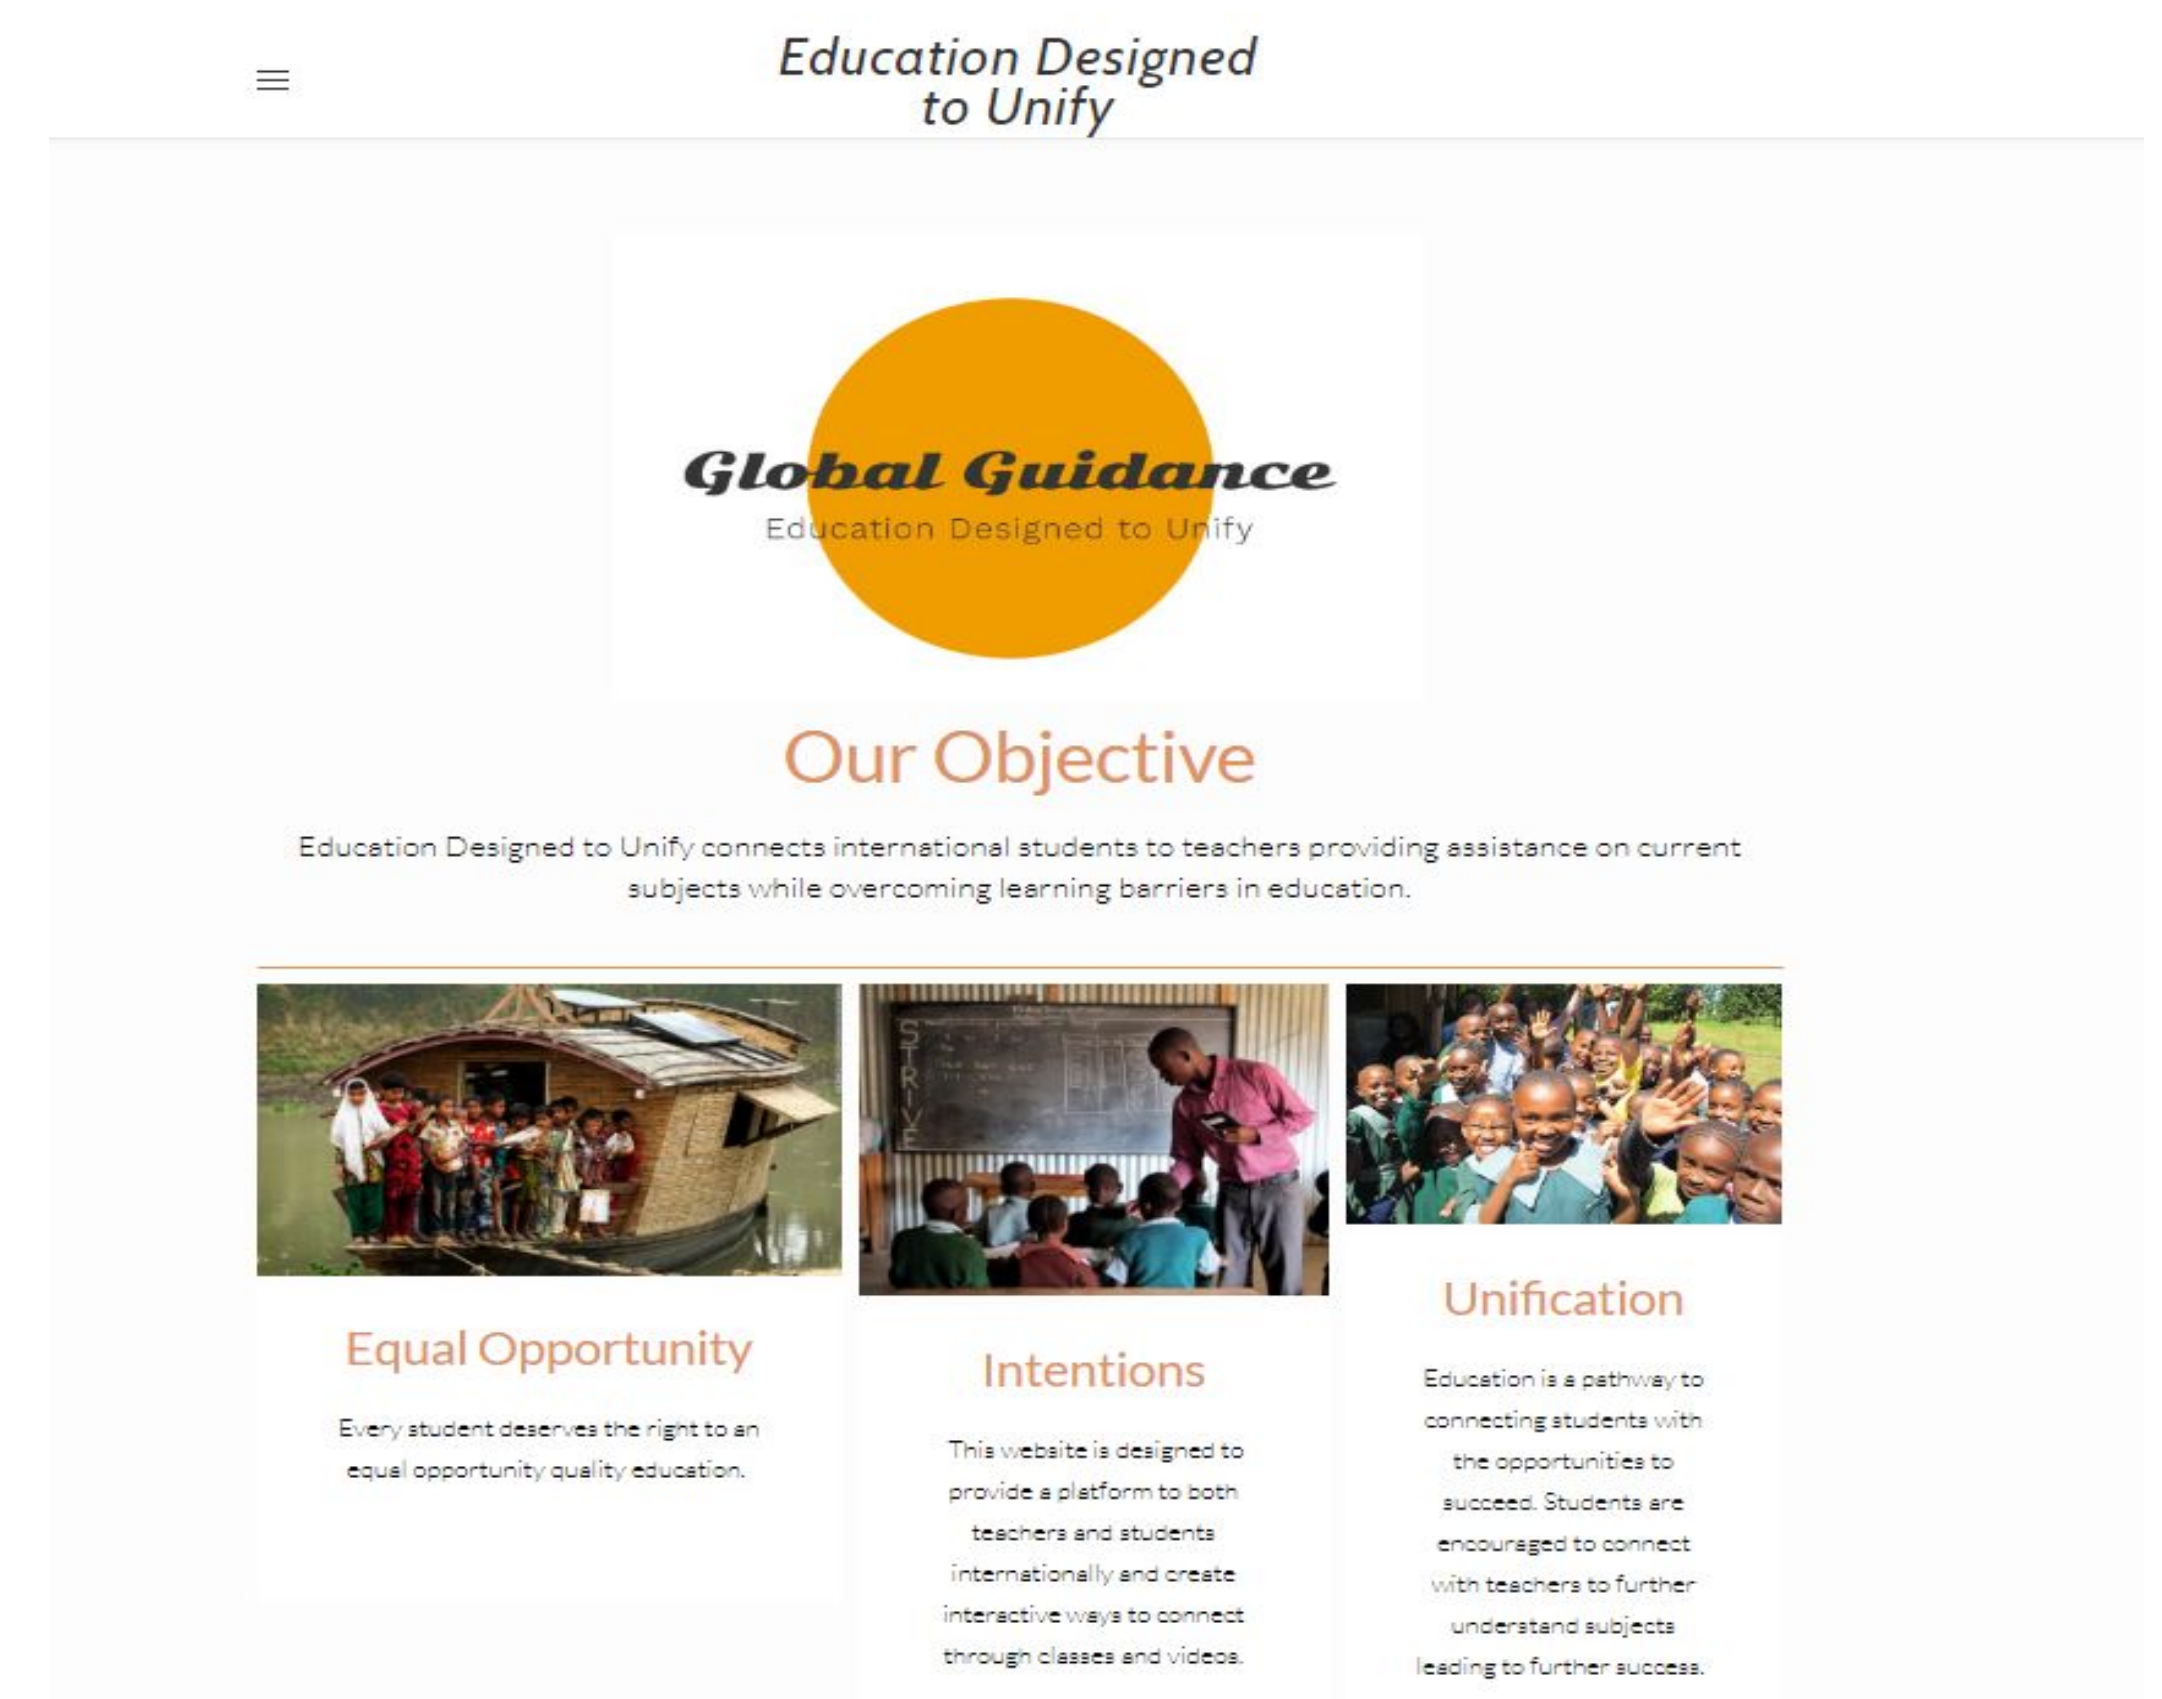 Education Designed
to Unify
Global Guidance
Education Designed to Unify
Our Objective
Education Designed to Unify connects international students to teachers providing assistance on current
subjects while overcoming learning barriers in education.
STRIVE
Equal Opportunity
Every student deserves the right to an
equal opportunity quality education.
Intentions
This website is designed to
provide a platform to both
teachers and students
internationally and create
interactive ways to connect
through classes and videos.
Unification
Education is a pathway to
connecting students with
the opportunities to
succeed. Students are
encouraged to connect
with teachers to further
understand subjects
leading to further success.